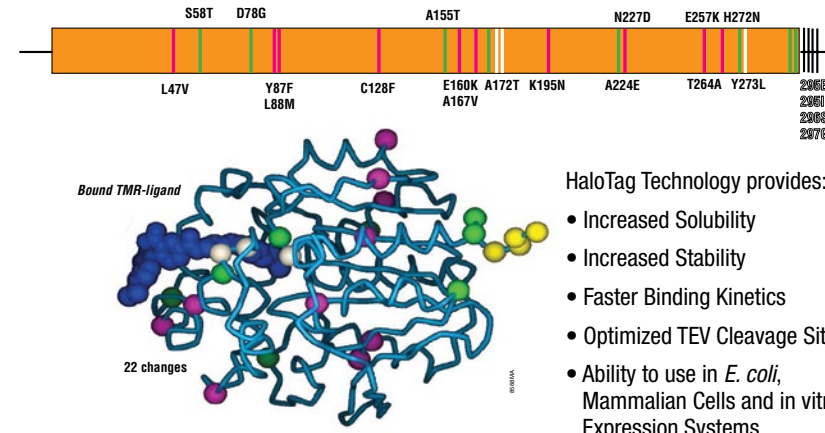 S58T D78G A155T N227D E257K H272N
L47V Y87F C128F E160K A172T K195N A224E T264A Y273L
L88M A167V
Bound TMR-ligand
22 changes
HaloTag Technology provides:
• Increased Solubility
• Increased Stability
• Faster Binding Kinetics
• Optimized TEV Cleavage Sit
• Ability to use in E. coli,
Mammalian Cells and in vitr
Expression Systems